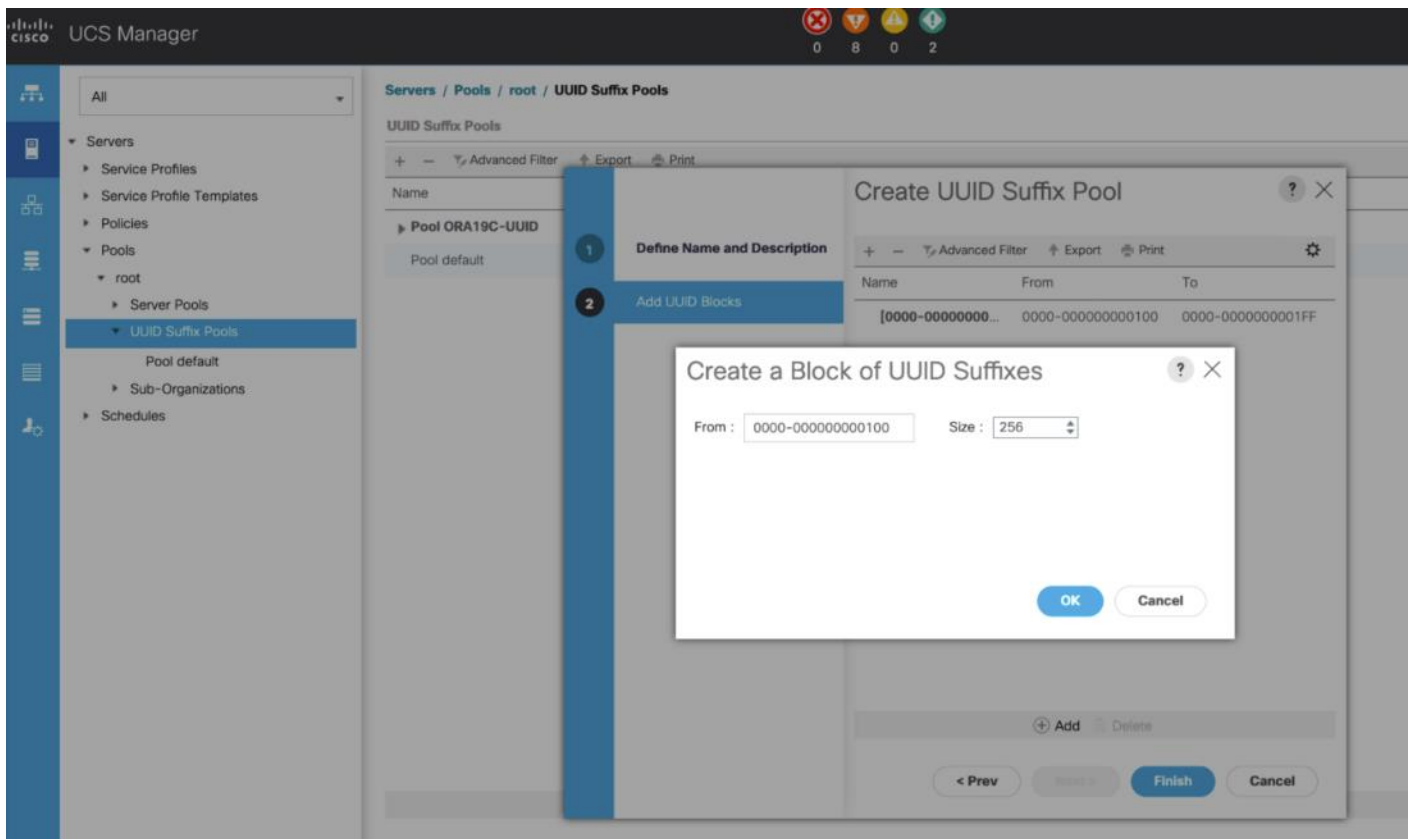 cisco UCS Manager
0 8 0 2
All
Servers
Service Profiles
Service Profile Templates
Policies
Pools
root
Server Pools
UUID Suffix Pools
Pool default
Sub-Organizations
Schedules
Servers / Pools / root / UUID Suffix Pools
UUID Suffix Pools
+ − Advanced Filter Export Print
Name
Pool ORA19C-UUID
Pool default
Create UUID Suffix Pool ? ×
1 Define Name and Description
2 Add UUID Blocks
+ − Advanced Filter Export Print
Name From To
[0000-00000000... 0000-000000000100 0000-0000000001FF
Create a Block of UUID Suffixes ? ×
From : 0000-000000000100 Size : 256
OK Cancel
Add Delete
< Prev Finish Cancel